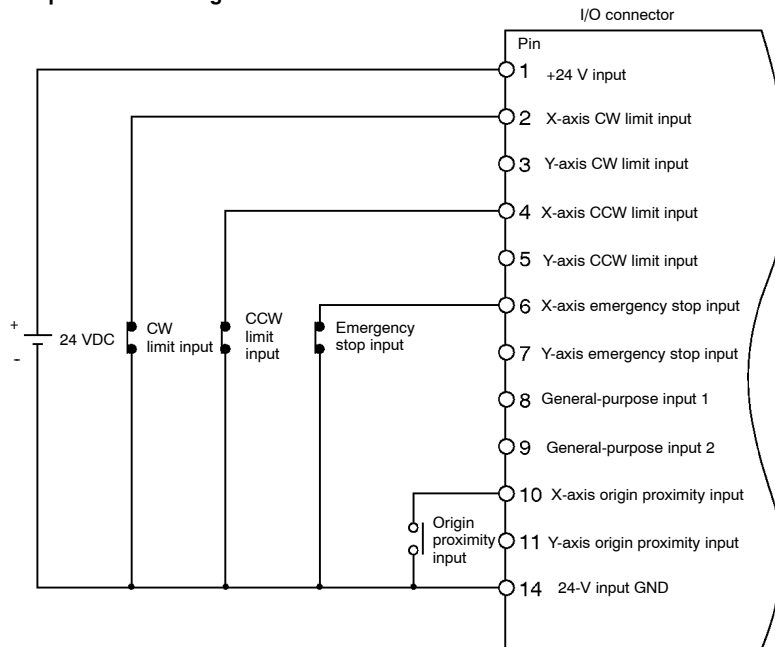 I/O connector
Pin
1 +24 V input
2 X-axis CW limit input
3 Y-axis CW limit input
4 X-axis CCW limit input
5 Y-axis CCW limit input
6 X-axis emergency stop input
7 Y-axis emergency stop input
8 General-purpose input 1
9 General-purpose input 2
10 X-axis origin proximity input
11 Y-axis origin proximity input
14 24-V input GND
+
-
24 VDC
CW
limit input
CCW
limit
input
Emergency
stop input
Origin
proximity
input